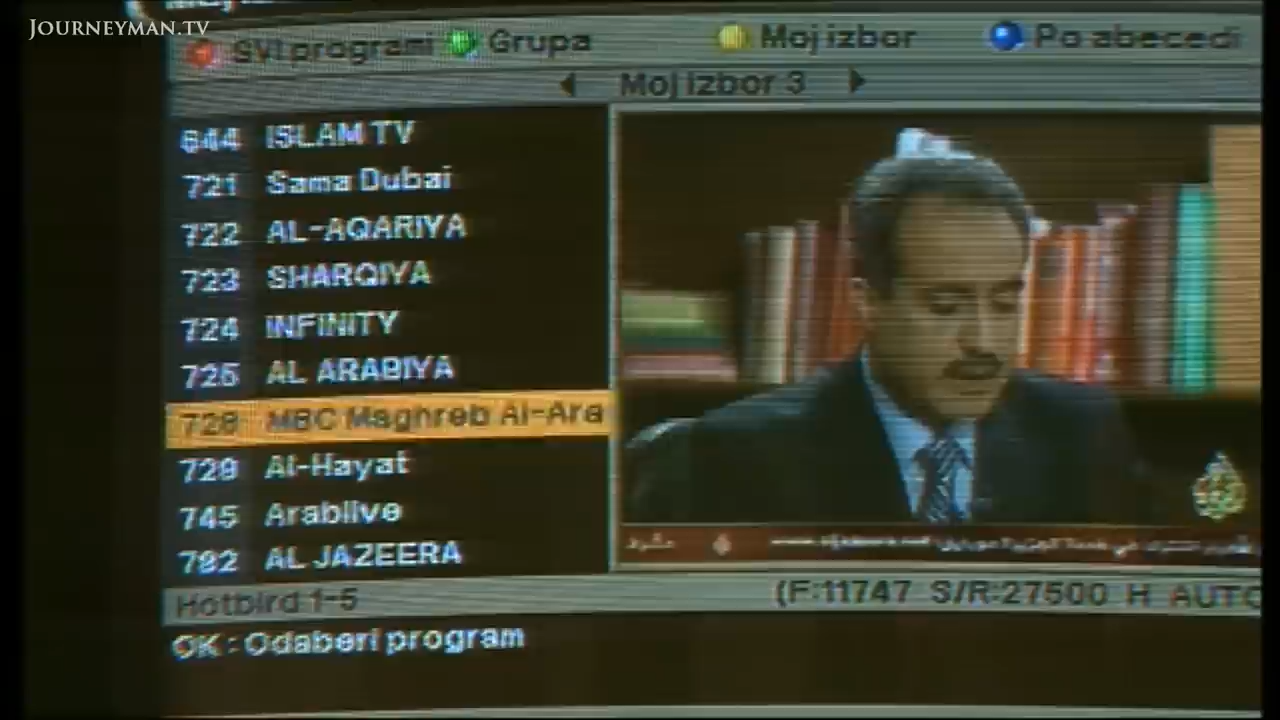 JOURNEYMAN.TV
Svi programi Grupa Moj izbor Po abecedi
Moj izbor 3
644 ISLAM TV
721 Sama Dubai
722 AL-AQARIYA
723 SHARQIYA
724 INFINITY
725 AL ARABIYA
728 MBC Maghreb Al-Ara
729 Al-Hayat
745 Arablive
792 AL JAZEERA
Hotbird 1-5 (F:11747 S/R:27500 H AUTO
OK : Odaberi program